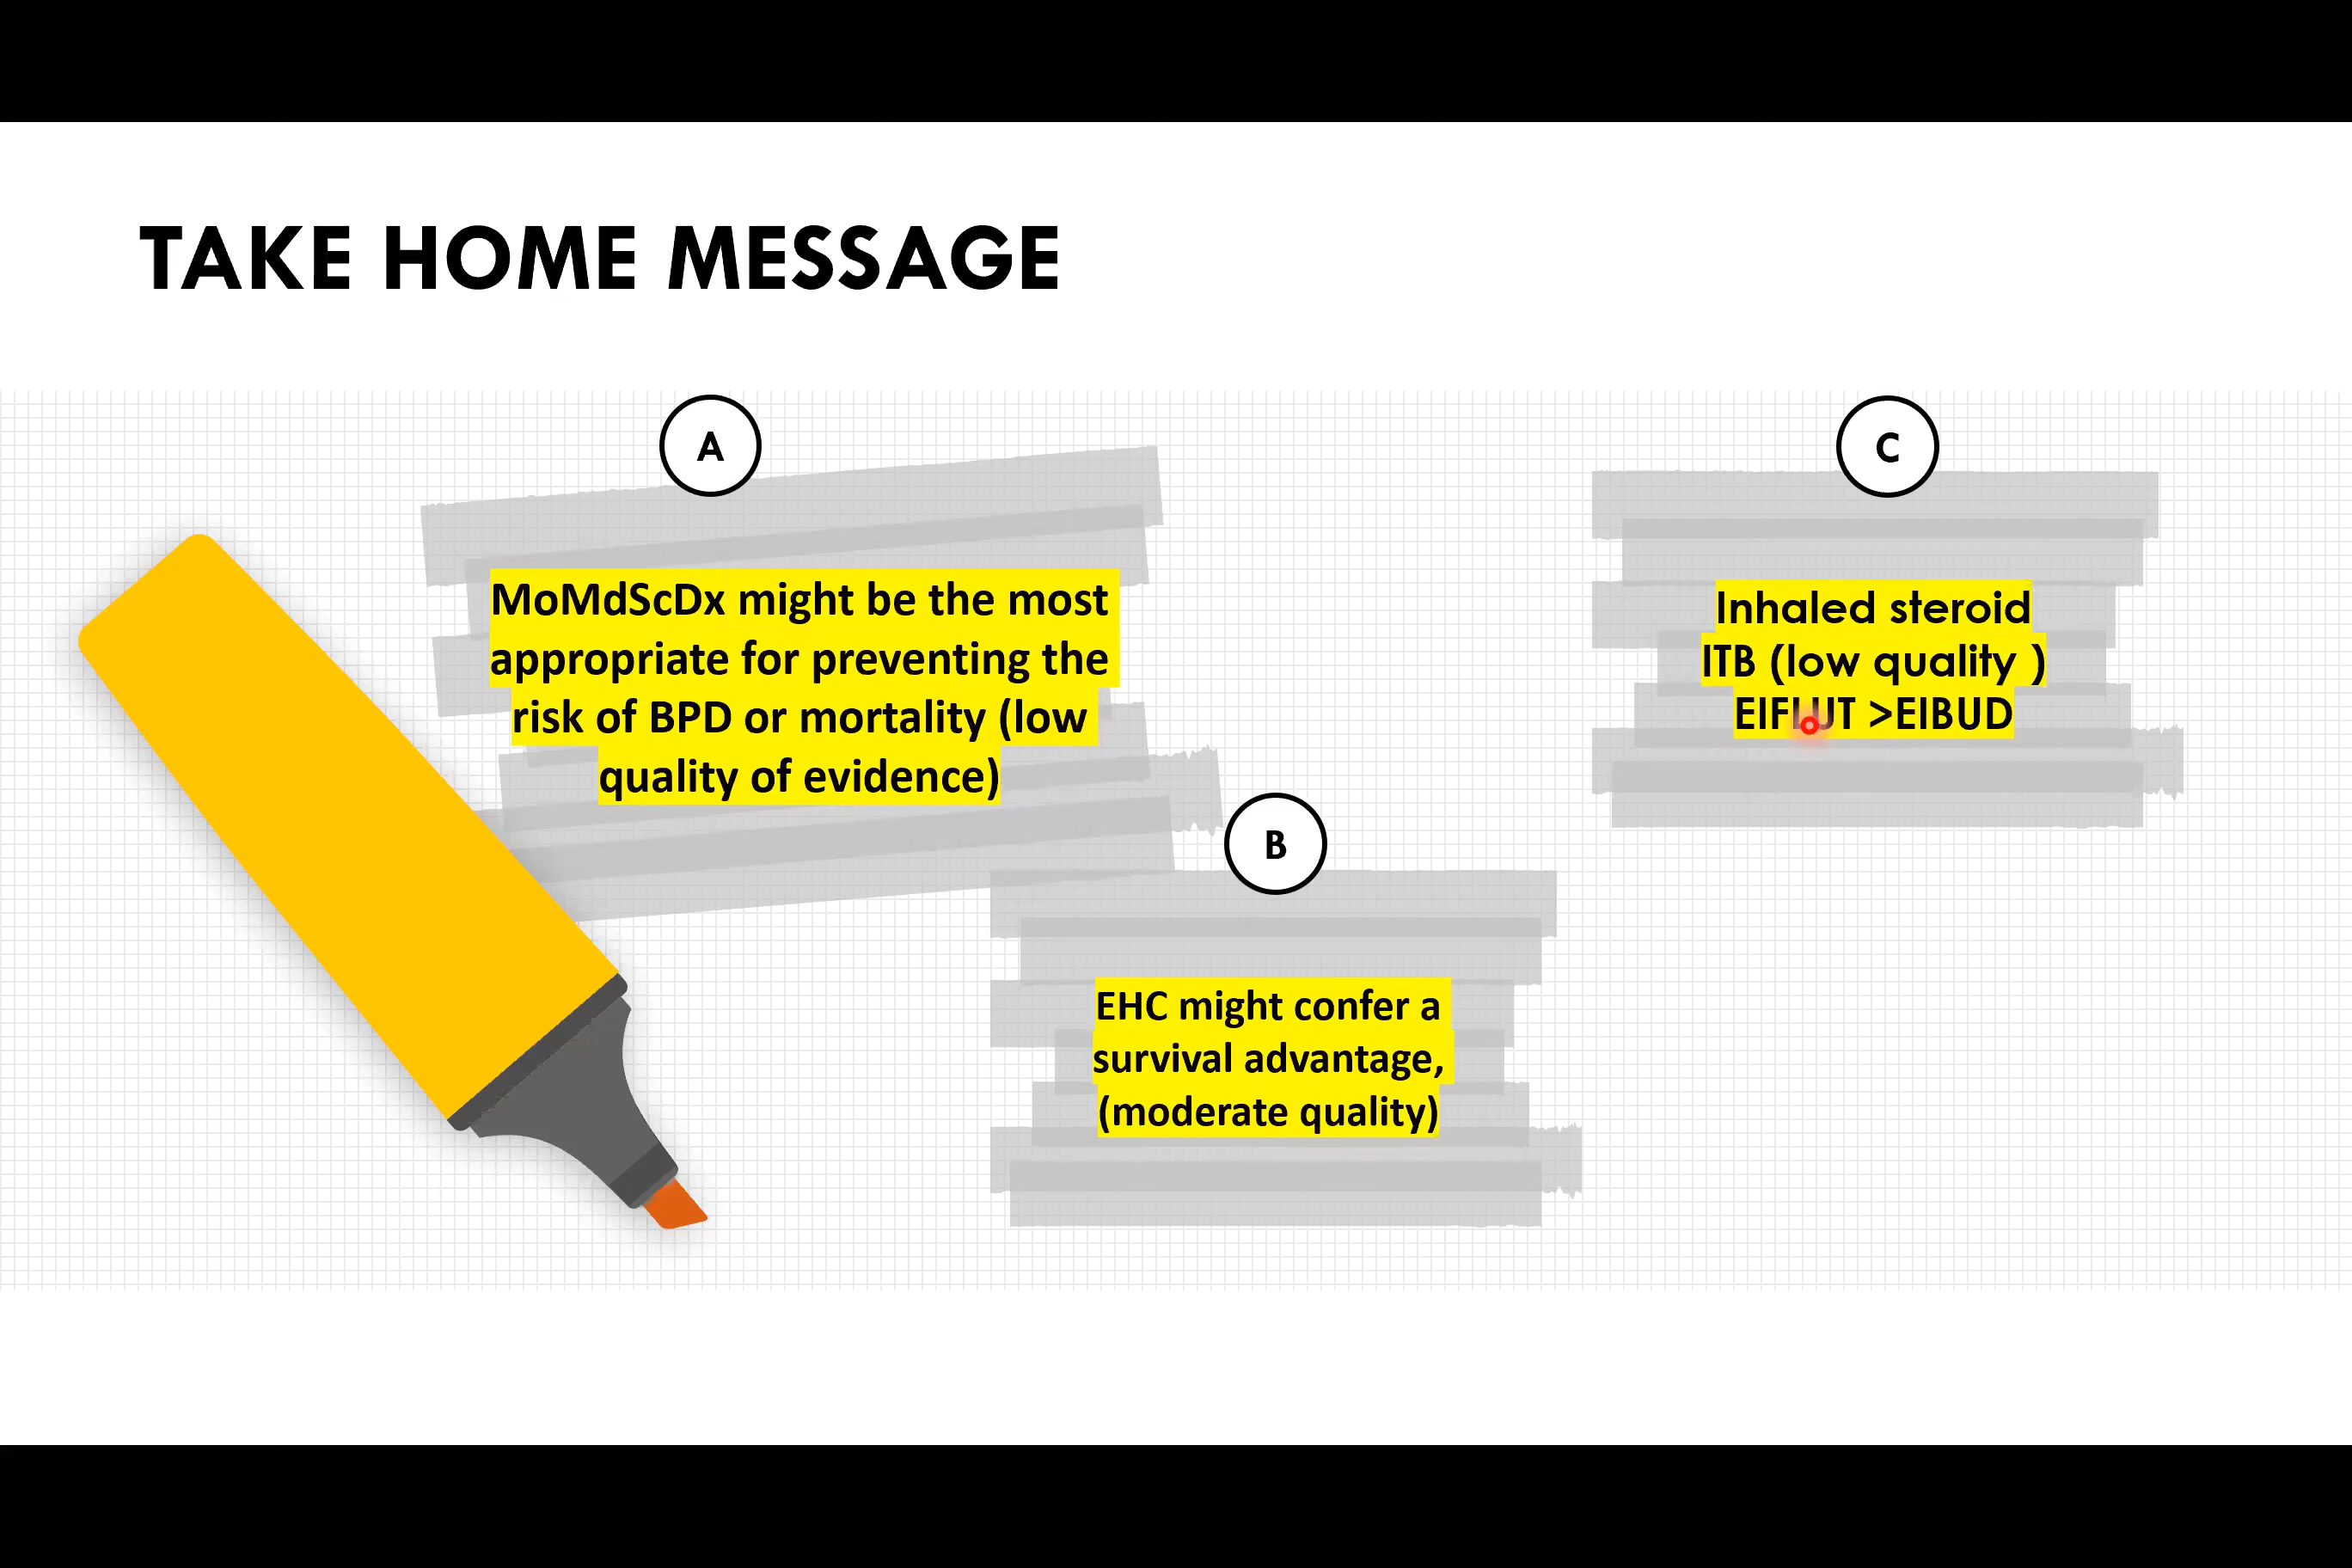 TAKE HOME MESSAGE
A
MoMdScDx might be the most
appropriate for preventing the
risk of BPD or mortality (low
quality of evidence)
B
EHC might confer a
survival advantage,
(moderate quality)
C
Inhaled steroid
ITB (low quality )
EIFLUT >EIBUD